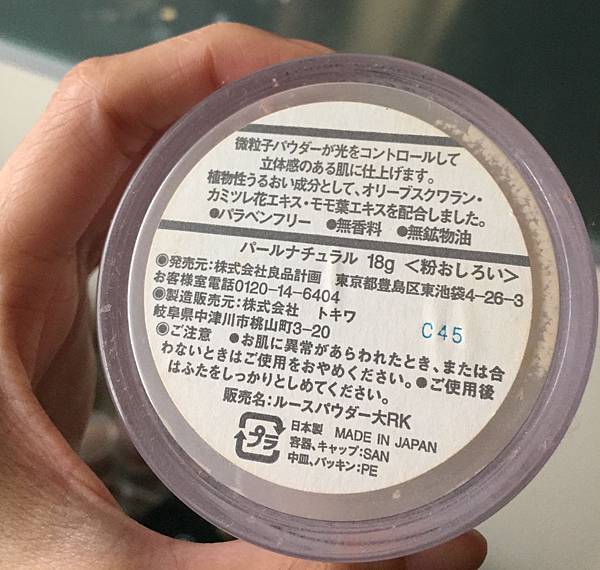 微粒子パウダーが光をコントロールして
立体感のある肌に仕上げます。
植物性うるおい成分として、オリーブスクワラン・
カミツレ花エキス・モモ葉エキスを配合しました。
●パラベンフリー ●無香料 ●無鉱物油
パールナチュラル 18g ＜粉おしろい＞
●発売元:株式会社良品計画 東京都豊島区東池袋4-26-3
お客様室電話0120-14-6404
●製造販売元:株式会社 トキワ
岐阜県中津川市桃山町3-20
C45
●ご注意 ●お肌に異常があらわれたとき、または合
わないときはご使用をおやめください。●ご使用後
はふたをしっかりとしめてください。
販売名:ルースパウダー大RK
プラ
日本製 MADE IN JAPAN
容器、キャップ:SAN
中皿、パッキン:PE